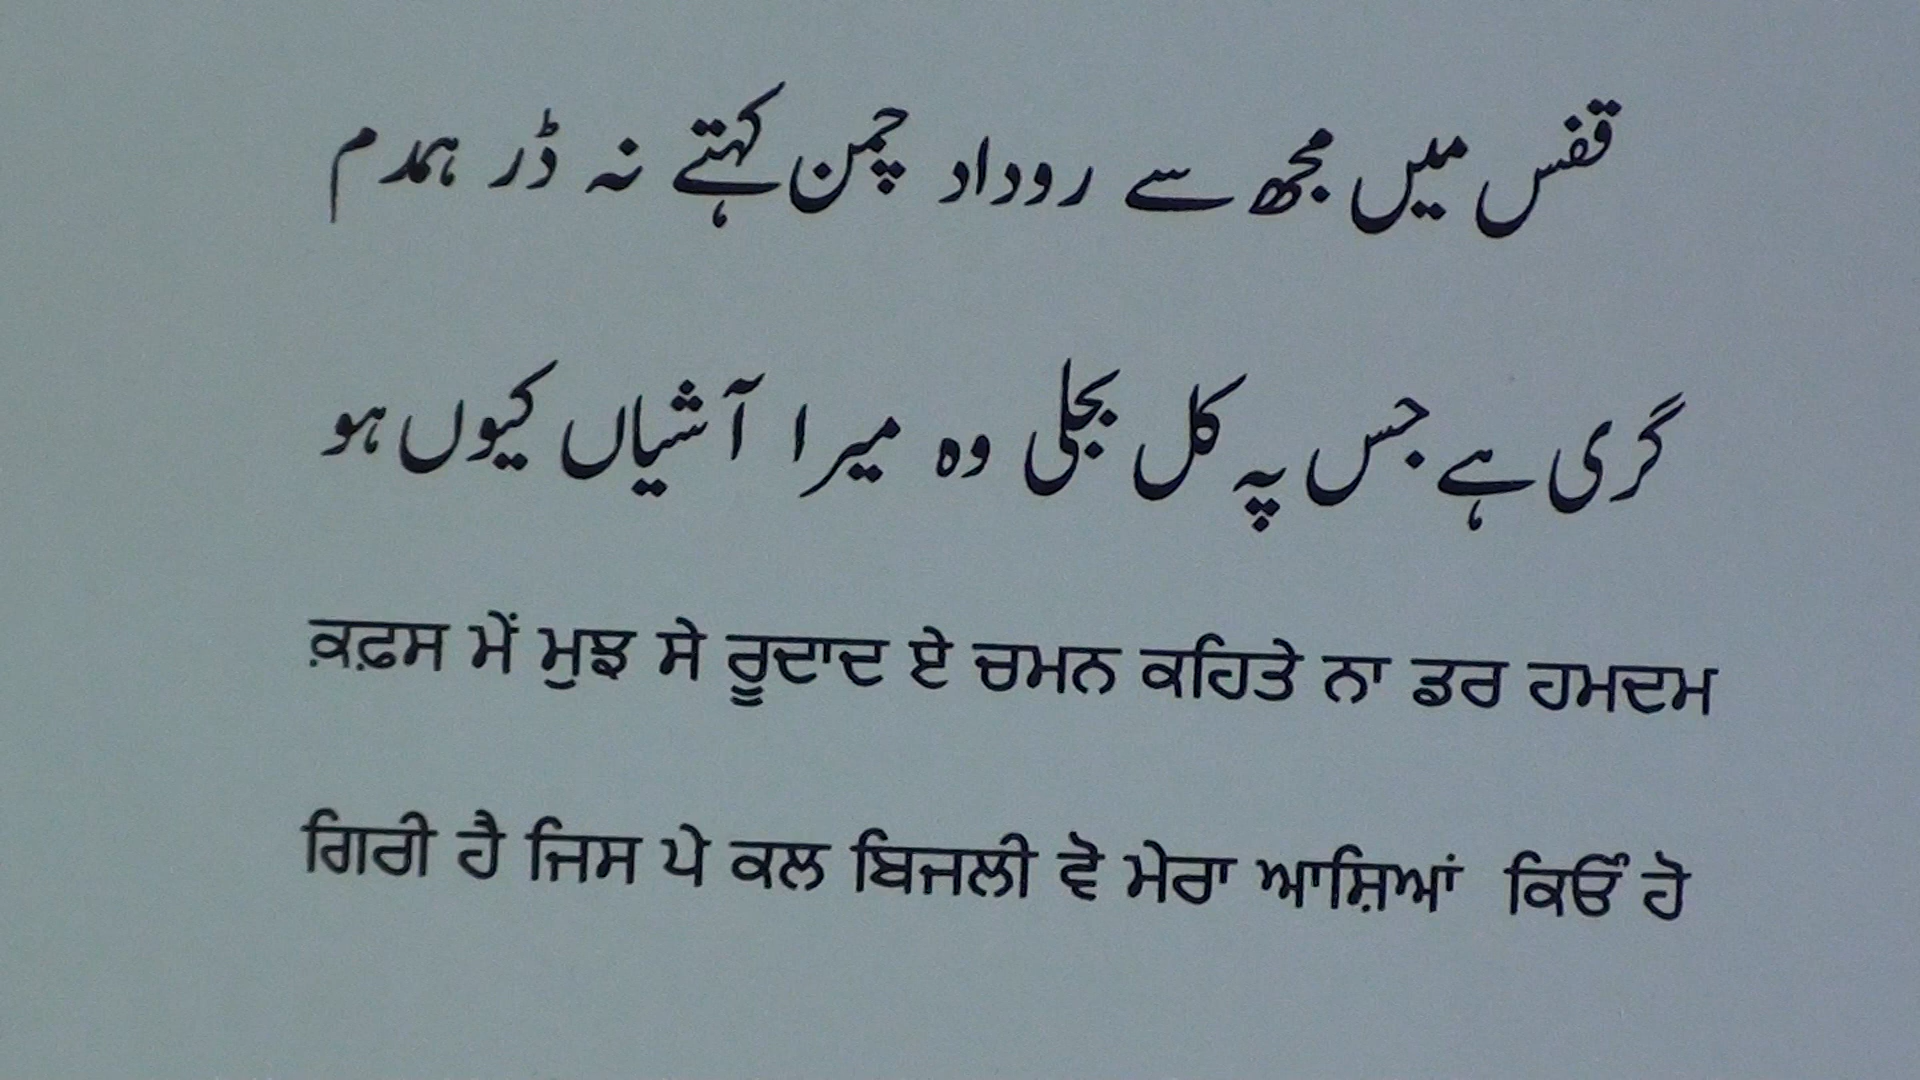 قفس میں مجھ سے روداد چمن کہتے نہ ڈر ہمدم
گری ہے جس پہ کل بجلی وہ میرا آشیاں کیوں ہو
ਕ਼ਫ਼ਸ ਮੇਂ ਮੁਝ ਸੇ ਰੂਦਾਦ ਏ ਚਮਨ ਕਹਿਤੇ ਨਾ ਡਰ ਹਮਦਮ
ਗਿਰੀ ਹੈ ਜਿਸ ਪੇ ਕਲ ਬਿਜਲੀ ਵੋ ਮੇਰਾ ਆਸ਼ਿਆਂ ਕਿਓਂ ਹੋ